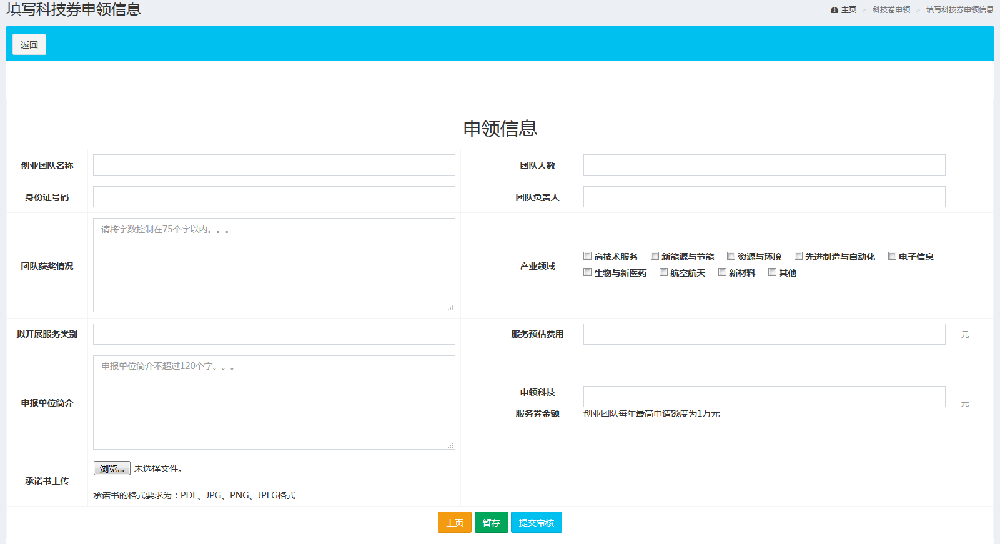 填写科技券申领信息
主页 > 科技卷申领 > 填写科技券申领信息
返回
申领信息
创业团队名称
团队人数
身份证号码
团队负责人
团队获奖情况
请将字数控制在75个字以内。。。
产业领域
高技术服务 新能源与节能 资源与环境 先进制造与自动化 电子信息
生物与新医药 航空航天 新材料 其他
拟开展服务类别
服务预估费用
元
申报单位简介
申报单位简介不超过120个字。。。
申领科技
服务券金额
创业团队每年最高申请额度为1万元
元
承诺书上传
浏览... 未选择文件。
承诺书的格式要求为：PDF、JPG、PNG、JPEG格式
上页 暂存 提交审核